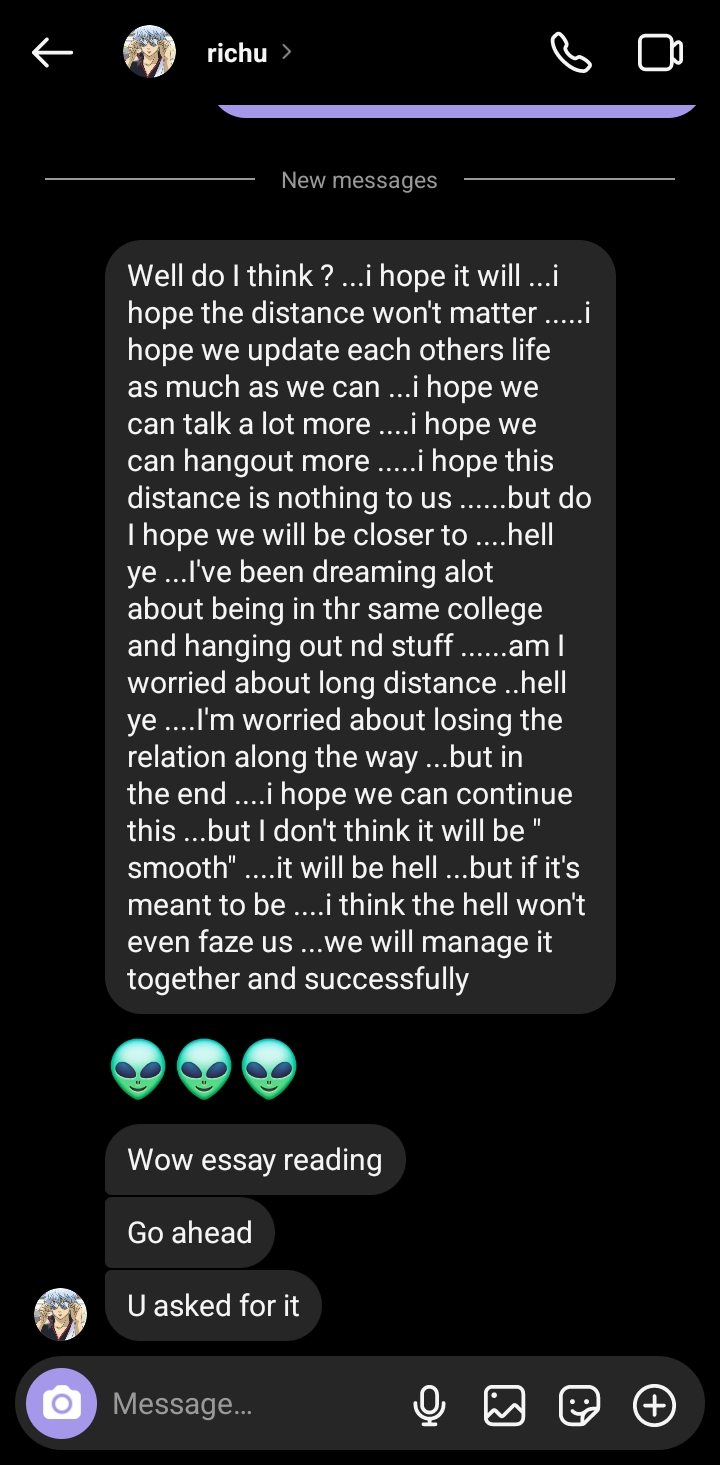 richu
New messages
Well do I think ? ...i hope it will ...i
hope the distance won't matter .....i
hope we update each others life
as much as we can ...i hope we
can talk a lot more ....i hope we
can hangout more .....i hope this
distance is nothing to us ......but do
I hope we will be closer to ....hell
ye ...I've been dreaming alot
about being in thr same college
and hanging out nd stuff ......am I
worried about long distance ..hell
ye ....I'm worried about losing the
relation along the way ...but in
the end ....i hope we can continue
this ...but I don't think it will be "
smooth" ....it will be hell ...but if it's
meant to be ....i think the hell won't
even faze us ...we will manage it
together and successfully
👽👽👽
Wow essay reading
Go ahead
U asked for it
Message...